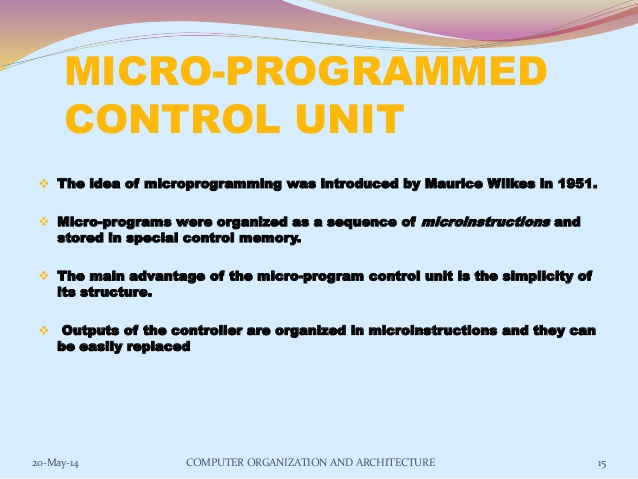 MICRO-PROGRAMMED
CONTROL UNIT
❖ The idea of microprogramming was introduced by Maurice Wilkes in 1951.
❖ Micro-programs were organized as a sequence of microinstructions and
stored in special control memory.
❖ The main advantage of the micro-program control unit is the simplicity of
its structure.
❖ Outputs of the controller are organized in microinstructions and they can
be easily replaced
20-May-14 COMPUTER ORGANIZATION AND ARCHITECTURE 15